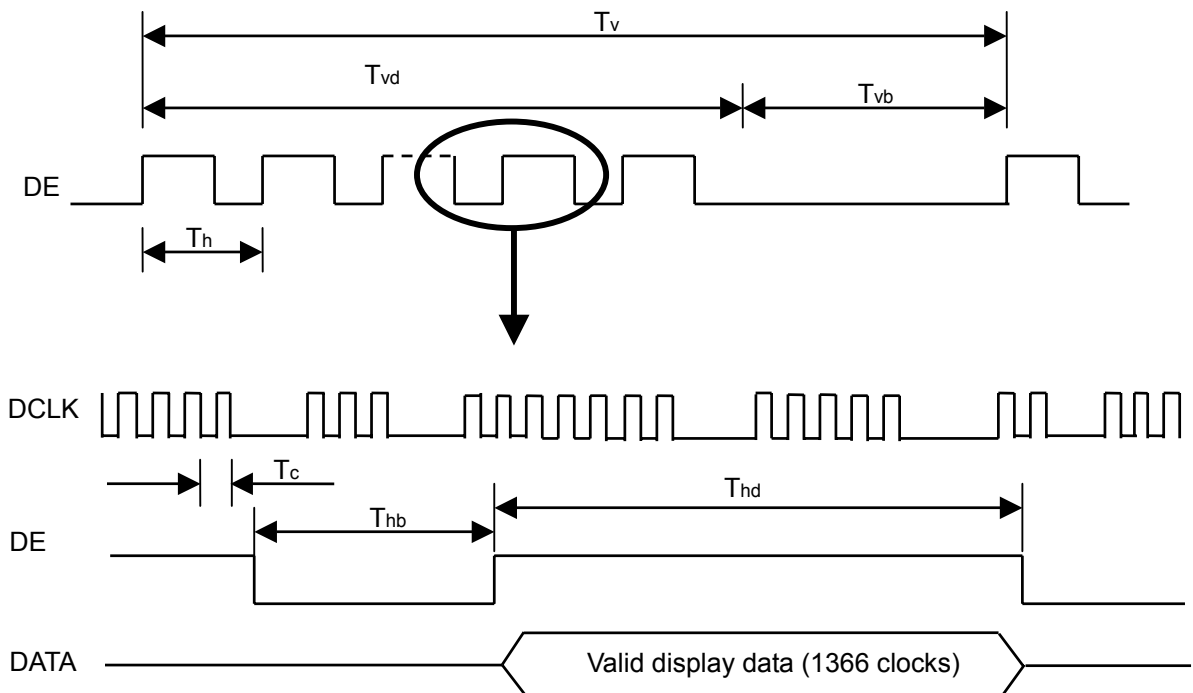 Tv
Tvd
Tvb
DE
Th
DCLK
Tc
Thd
Thb
DE
DATA
Valid display data (1366 clocks)